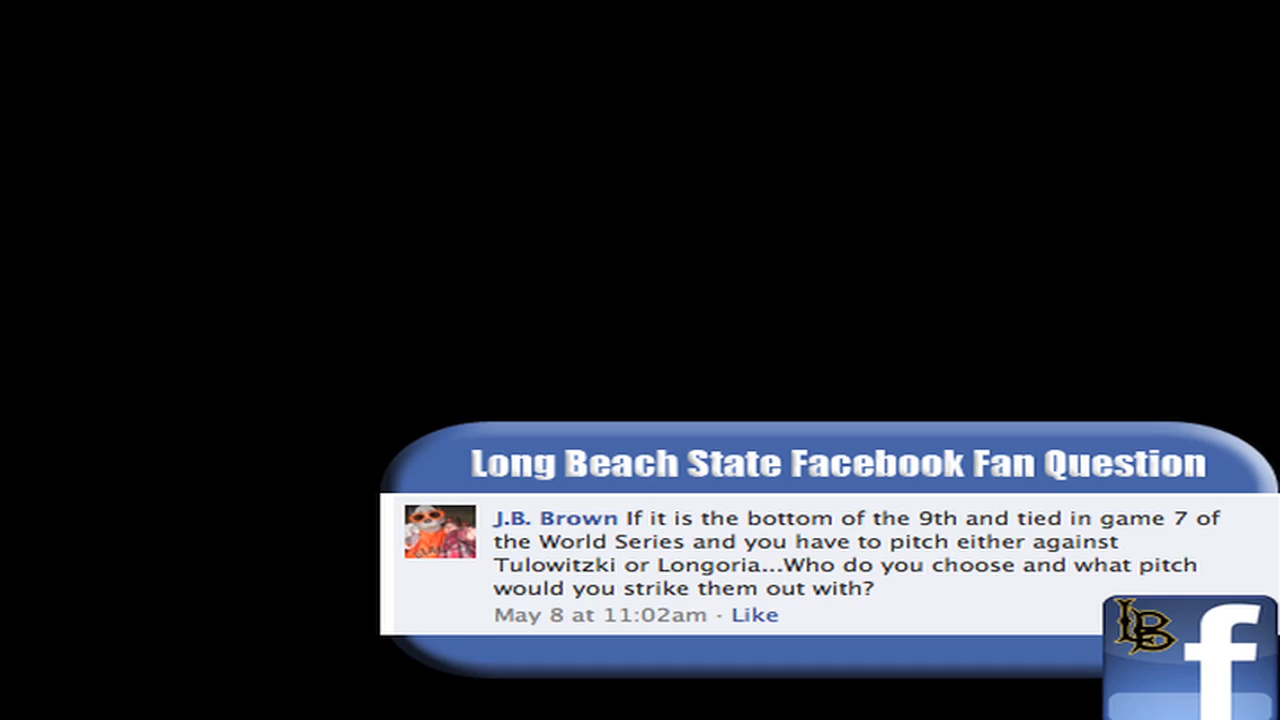 Long Beach State Facebook Fan Question
J.B. Brown If it is the bottom of the 9th and tied in game 7 of
the World Series and you have to pitch either against
Tulowitzki or Longoria...Who do you choose and what pitch
would you strike them out with?
May 8 at 11:02am · Like
LB
f